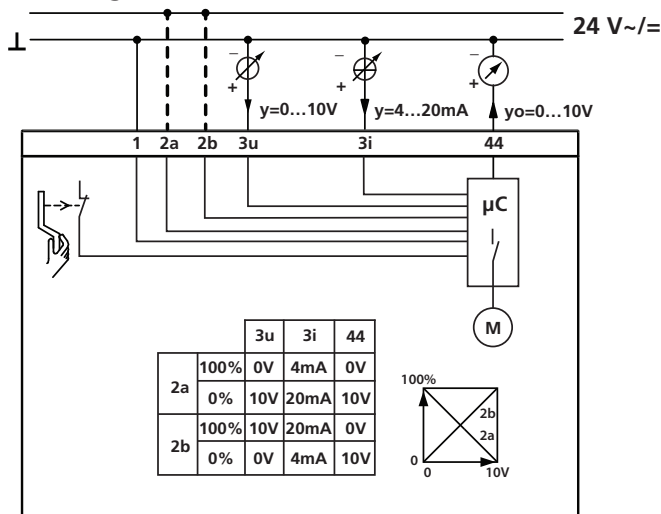 24 V~/=
⊥
− − −
+ + +
y=0...10V y=4...20mA yo=0...10V
1 2a 2b 3u 3i 44
µC
M
3u 3i 44
2a 100% 0V 4mA 0V
0% 10V 20mA 10V
2b 100% 10V 20mA 0V
0% 0V 4mA 10V
100%
2b
2a
0
0 10V